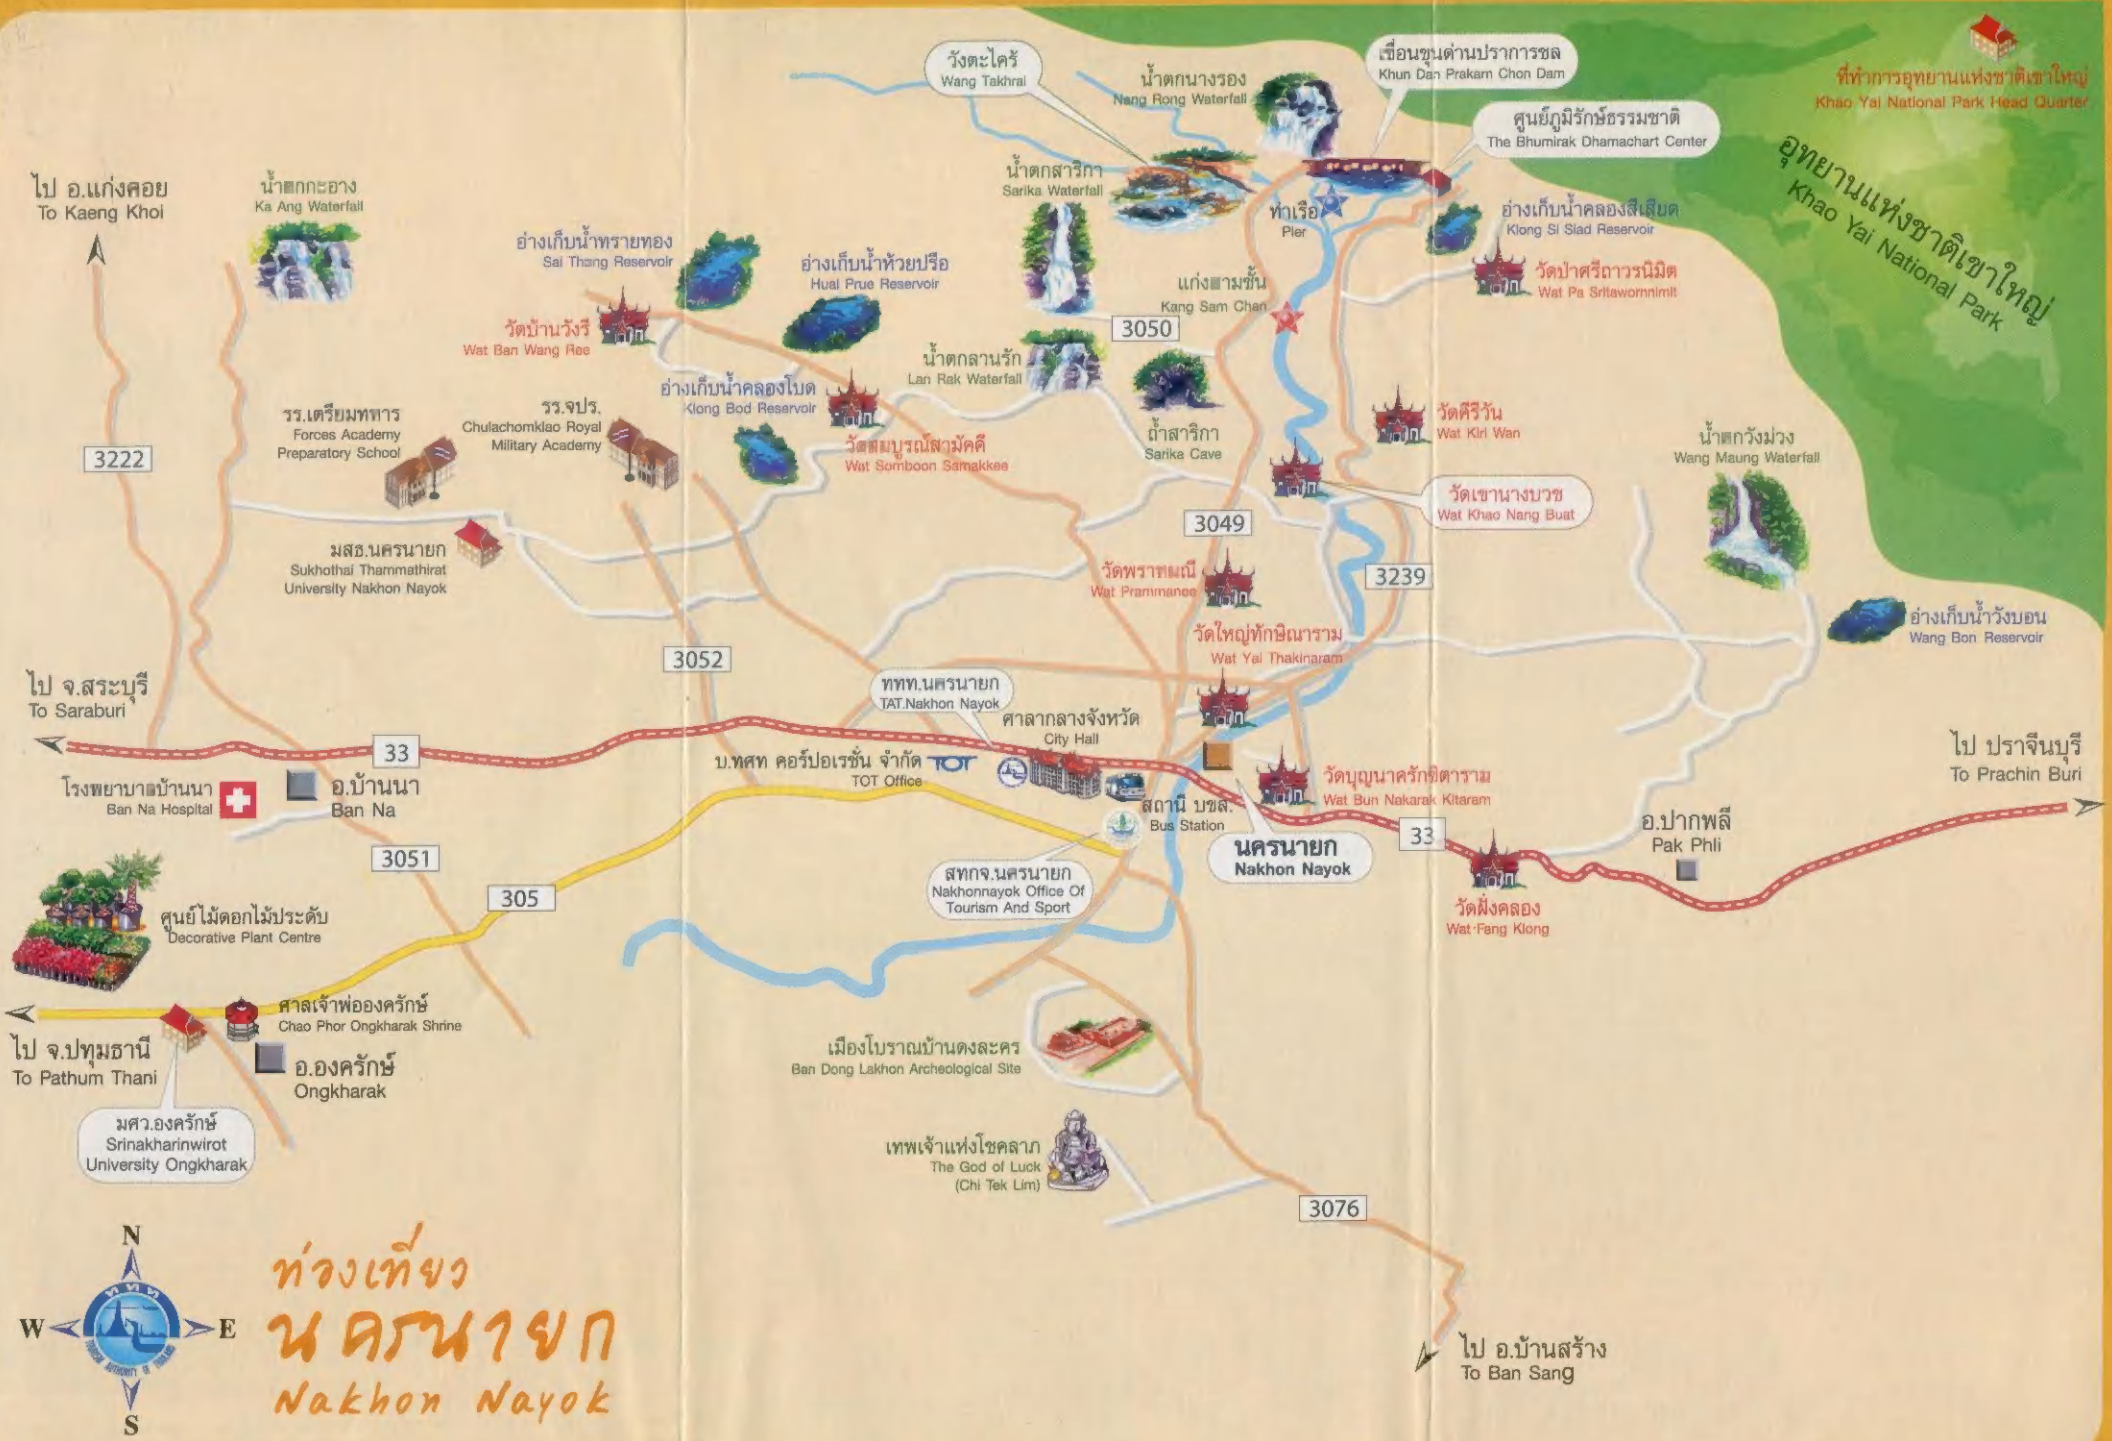 วังตะไคร้
Wang Takhrai
น้ำตกนางรอง
Nang Rong Waterfall
เขื่อนขุนด่านปราการชล
Khun Dan Prakarn Chon Dam
ศูนย์ภูมิรักษ์ธรรมชาติ
The Bhumirak Dhamachart Center
ที่ทำการอุทยานแห่งชาติเขาใหญ่
Khao Yai National Park Head Quarter
อุทยานแห่งชาติเขาใหญ่
Khao Yai National Park
ไป อ.แก่งคอย
To Kaeng Khoi
น้ำตกกะอาง
Ka Ang Waterfall
อ่างเก็บน้ำทรายทอง
Sai Thong Reservoir
อ่างเก็บน้ำห้วยปรือ
Huai Prue Reservoir
น้ำตกสาริกา
Sarika Waterfall
ท่าเรือ
Pier
อ่างเก็บน้ำคลองสีเสียด
Klong Si Siad Reservoir
วัดป่าศรีถาวรนิมิต
Wat Pa Sritawornnimit
แก่งสามชั้น
Kang Sam Chan
3050
วัดบ้านวังรี
Wat Ban Wang Ree
น้ำตกลานรัก
Lan Rak Waterfall
อ่างเก็บน้ำคลองโบด
Klong Bod Reservoir
รร.เตรียมทหาร
Forces Academy
Preparatory School
รร.จปร.
Chulachomklao Royal
Military Academy
วัดสมบูรณ์สามัคคี
Wat Somboon Samakkee
ถ้ำสาริกา
Sarika Cave
วัดคีรีวัน
Wat Kiri Wan
น้ำตกวังม่วง
Wang Maung Waterfall
3222
วัดเขานางบวช
Wat Khao Nang Buat
3049
มสธ.นครนายก
Sukhothai Thammathirat
University Nakhon Nayok
วัดพราหมณี
Wat Prammanee
3239
อ่างเก็บน้ำวังบอน
Wang Bon Reservoir
วัดใหญ่ทักขิณาราม
Wat Yai Thakinaram
3052
ไป จ.สระบุรี
To Saraburi
ททท.นครนายก
TAT.Nakhon Nayok
ศาลากลางจังหวัด
City Hall
33
บ.ทศท คอร์ปอเรชั่น จำกัด
TOT
TOT Office
ไป ปราจีนบุรี
To Prachin Buri
โรงพยาบาลบ้านนา
Ban Na Hospital
อ.บ้านนา
Ban Na
สถานี บขส.
Bus Station
วัดบุญนาครักขิตาราม
Wat Bun Nakarak Kitaram
33
อ.ปากพลี
Pak Phli
นครนายก
Nakhon Nayok
3051
305
สทกจ.นครนายก
Nakhonnayok Office Of
Tourism And Sport
วัดฝั่งคลอง
Wat Fang Klong
ศูนย์ไม้ดอกไม้ประดับ
Decorative Plant Centre
ศาลเจ้าพ่อองครักษ์
Chao Phor Ongkharak Shrine
ไป จ.ปทุมธานี
To Pathum Thani
อ.องครักษ์
Ongkharak
เมืองโบราณบ้านดงละคร
Ban Dong Lakhon Archeological Site
มศว.องครักษ์
Srinakharinwirot
University Ongkharak
เทพเจ้าแห่งโชคลาภ
The God of Luck
(Chi Tek Lim)
3076
ไป อ.บ้านสร้าง
To Ban Sang
N
W
E
S
ททท
TOURISM AUTHORITY OF THAILAND
ท่องเที่ยว
นครนายก
Nakhon Nayok